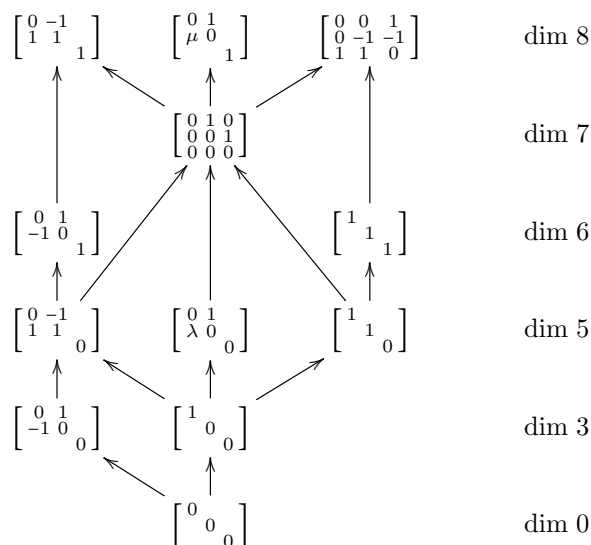 0 -1 0 1 0 0 1
1 1 μ 0 0 -1 -1 dim 8
1 1 1 1 0
0 1 0
0 0 1 dim 7
0 0 0
0 1 1
-1 0 1 dim 6
1 1
0 -1 0 1 1
1 1 λ 0 1 dim 5
0 0 0
0 1 1
-1 0 0 dim 3
0 0
0
0 dim 0
0